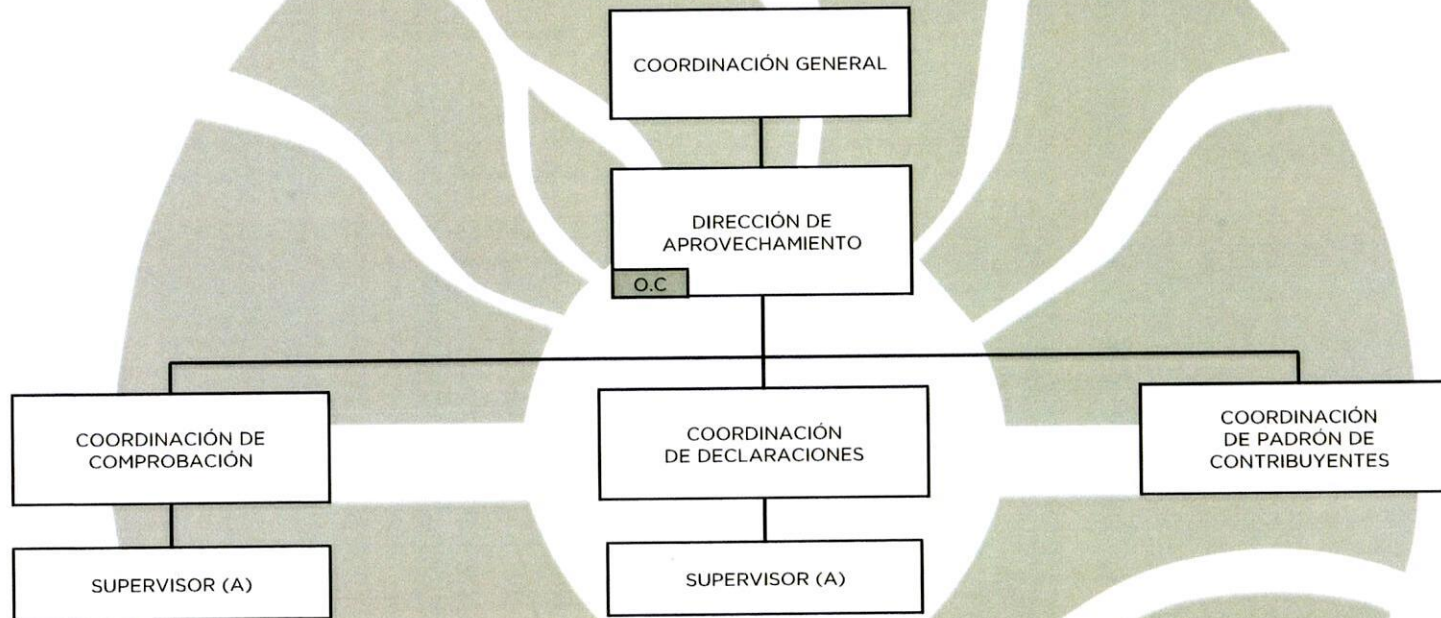 COORDINACIÓN GENERAL
DIRECCIÓN DE
APROVECHAMIENTO
O.C
COORDINACIÓN DE
COMPROBACIÓN
COORDINACIÓN
DE DECLARACIONES
COORDINACIÓN
DE PADRÓN DE
CONTRIBUYENTES
SUPERVISOR (A)
SUPERVISOR (A)